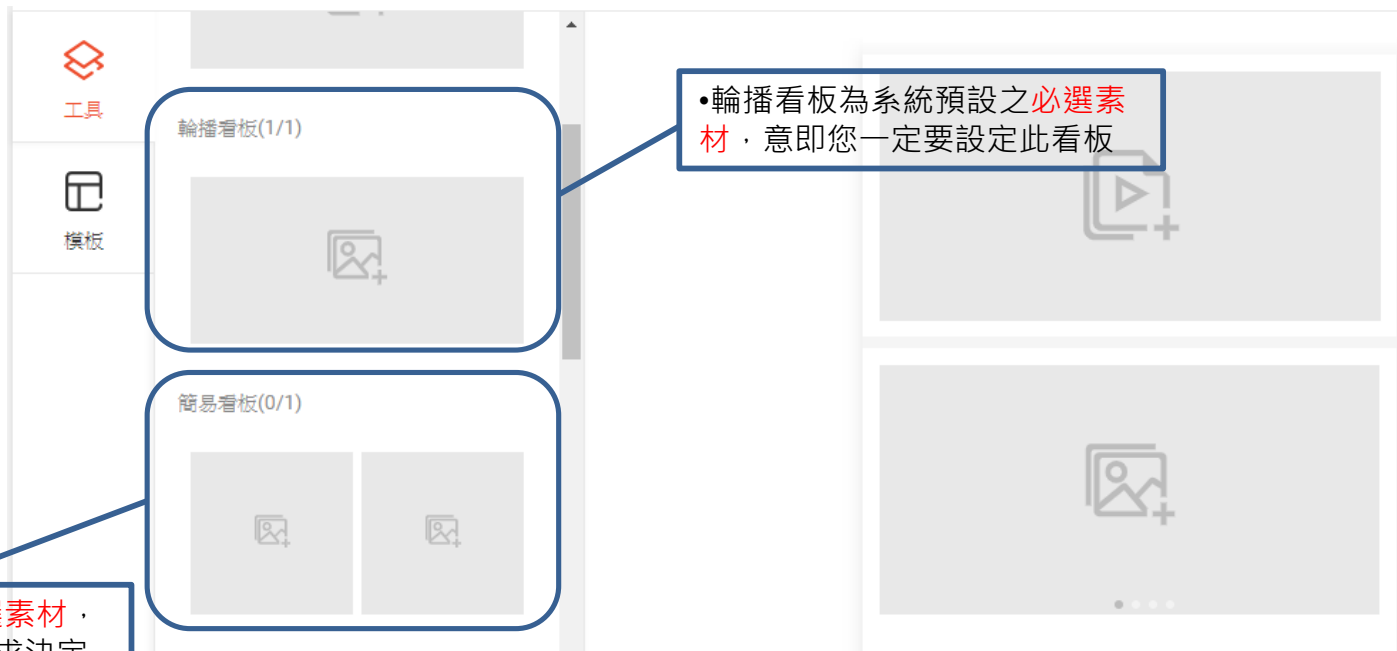 工具
模板
輪播看板(1/1)
簡易看板(0/1)
•輪播看板為系統預設之必選素
材，意即您一定要設定此看板
素材，
決定